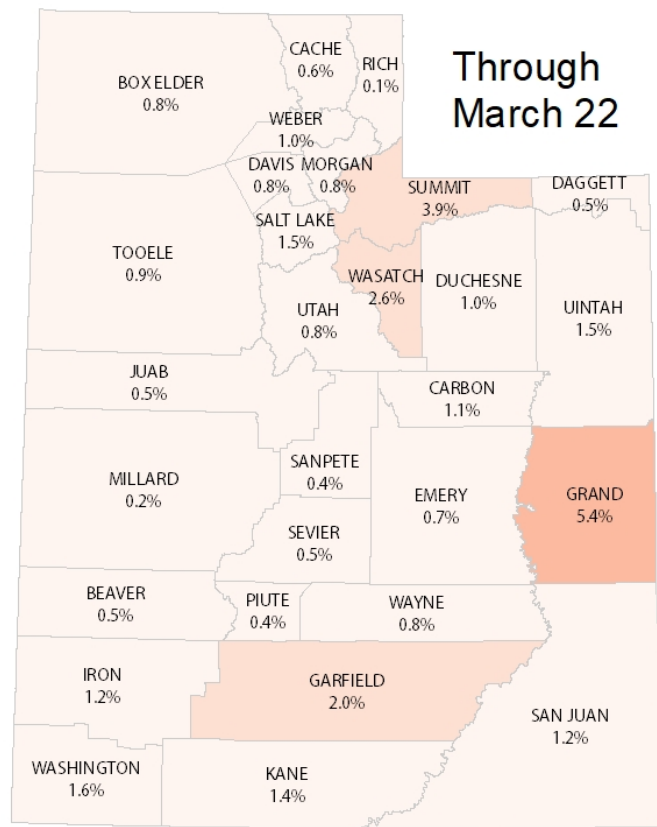 Through
March 22
CACHE
0.6%
RICH
0.1%
BOX ELDER
0.8%
WEBER
1.0%
DAVIS
0.8%
MORGAN
0.8%
SUMMIT
3.9%
DAGGETT
0.5%
SALT LAKE
1.5%
TOOELE
0.9%
WASATCH
2.6%
DUCHESNE
1.0%
UINTAH
1.5%
UTAH
0.8%
JUAB
0.5%
CARBON
1.1%
MILLARD
0.2%
SANPETE
0.4%
EMERY
0.7%
GRAND
5.4%
SEVIER
0.5%
BEAVER
0.5%
PIUTE
0.4%
WAYNE
0.8%
IRON
1.2%
GARFIELD
2.0%
SAN JUAN
1.2%
WASHINGTON
1.6%
KANE
1.4%